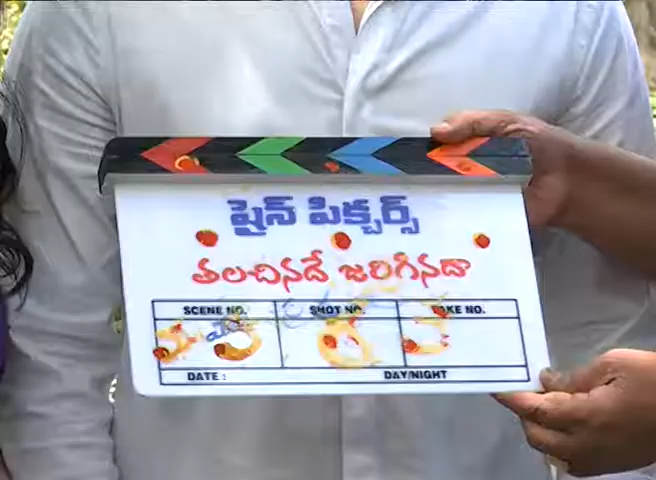 షైన్ పిక్చర్స్
తలచినదే జరిగినదా
SCENE NO. SHOT NO. TAKE NO.
DATE : DAY/NIGHT